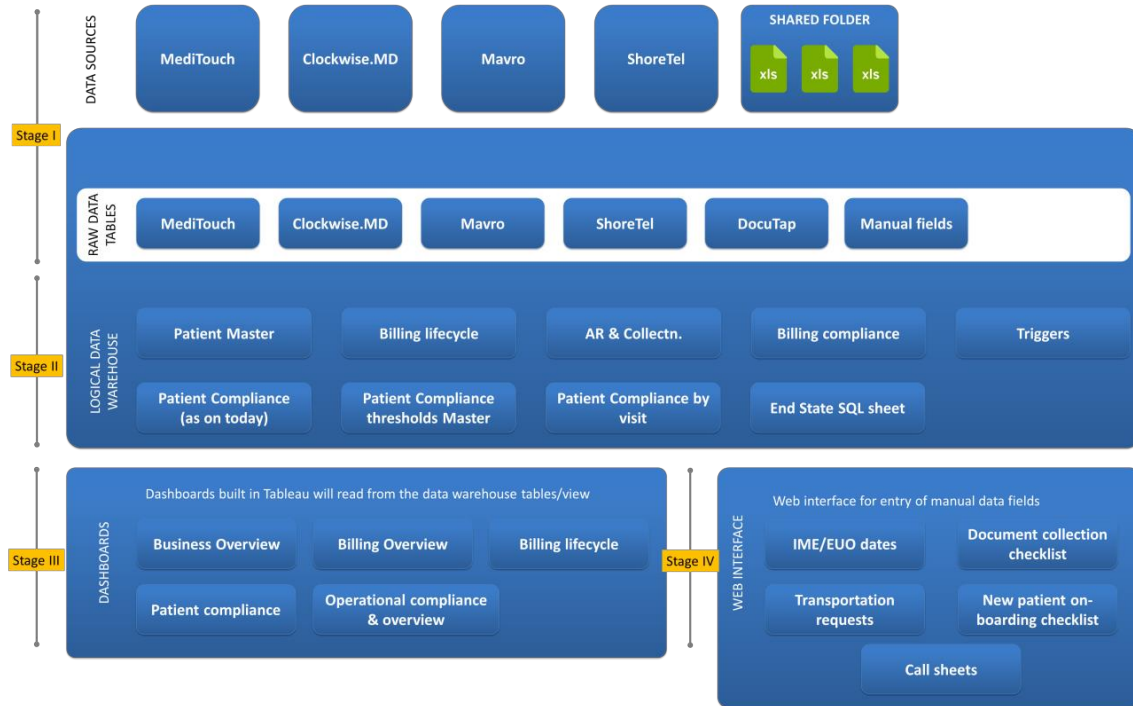 DATA SOURCES
MediTouch
Clockwise.MD
Mavro
ShoreTel
SHARED FOLDER
xls
xls
xls
Stage I
RAW DATA
TABLES
MediTouch
Clockwise.MD
Mavro
ShoreTel
DocuTap
Manual fields
Stage II
LOGICAL DATA
WAREHOUSE
Patient Master
Billing lifecycle
AR & Collectn.
Billing compliance
Triggers
Patient Compliance
(as on today)
Patient Compliance
thresholds Master
Patient Compliance by
visit
End State SQL sheet
Stage III
DASHBOARDS
Dashboards built in Tableau will read from the data warehouse tables/view
Business Overview
Billing Overview
Billing lifecycle
Patient compliance
Operational compliance
& overview
Stage IV
WEB INTERFACE
Web interface for entry of manual data fields
IME/EUO dates
Document collection
checklist
Transportation
requests
New patient on-
boarding checklist
Call sheets